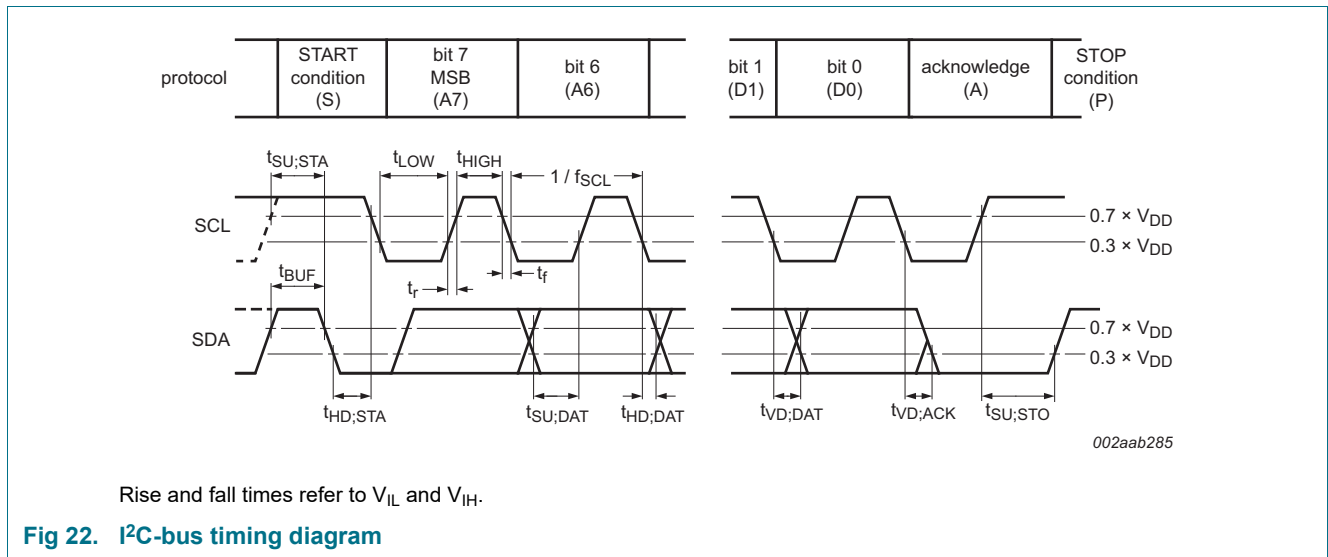 protocol
START
condition
(S)
bit 7
MSB
(A7)
bit 6
(A6)
bit 1
(D1)
bit 0
(D0)
acknowledge
(A)
STOP
condition
(P)
tSU;STA
tLOW
tHIGH
1 / fSCL
SCL
0.7 × VDD
0.3 × VDD
tBUF
tr
tf
SDA
0.7 × VDD
0.3 × VDD
tHD;STA
tSU;DAT
tHD;DAT
tVD;DAT
tVD;ACK
tSU;STO
002aab285
Rise and fall times refer to VIL and VIH.
Fig 22. I²C-bus timing diagram